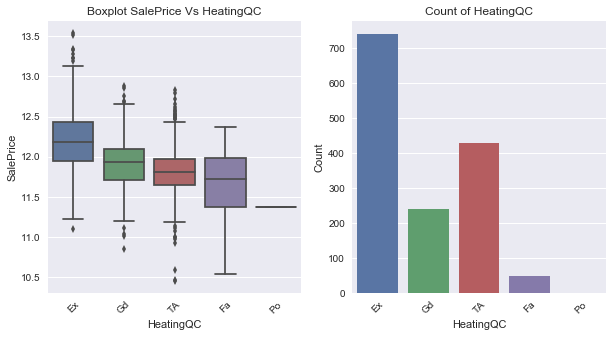 Boxplot SalePrice Vs HeatingQC
13.5
13.0
12.5
12.0
11.5
11.0
10.5
SalePrice
Ex
Gd
TA
Fa
Po
HeatingQC
Count of HeatingQC
700
600
500
400
300
200
100
0
Count
Ex
Gd
TA
Fa
Po
HeatingQC